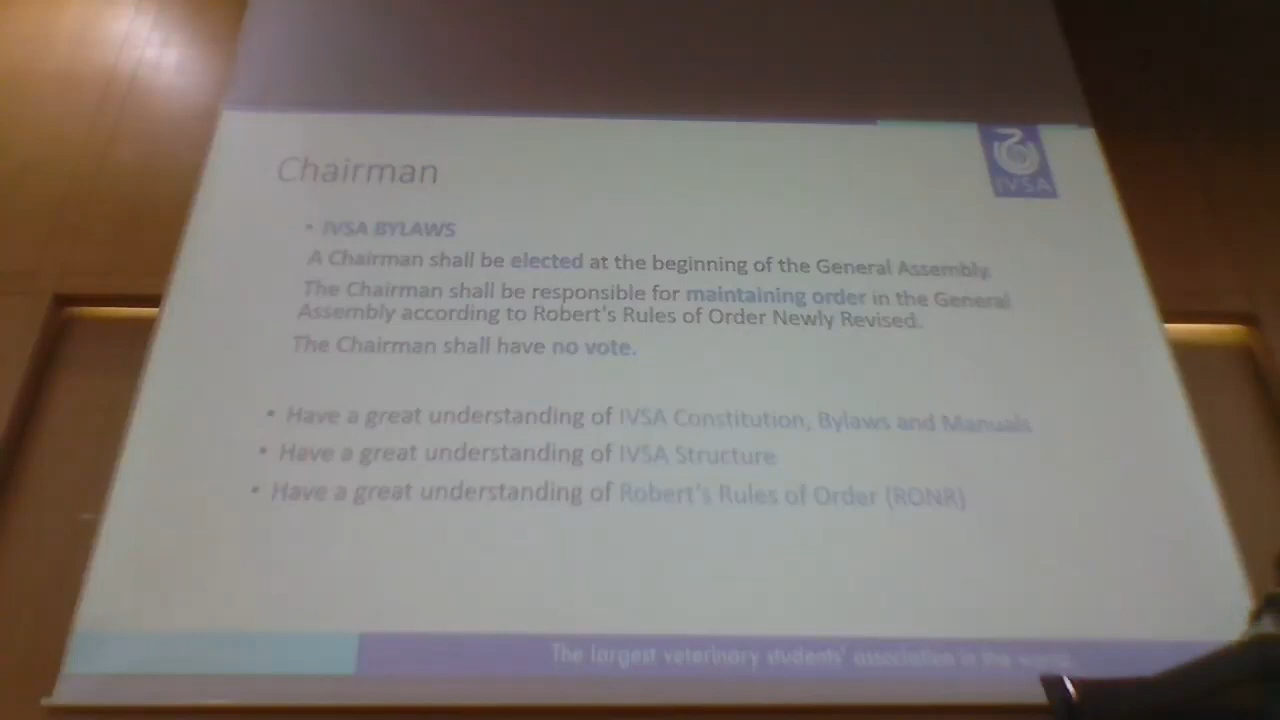 Chairman
IVSA
• IVSA BYLAWS
A Chairman shall be elected at the beginning of the General Assembly.
The Chairman shall be responsible for maintaining order in the General
Assembly according to Robert's Rules of Order Newly Revised.
The Chairman shall have no vote.
• Have a great understanding of IVSA Constitution, Bylaws and Manuals
• Have a great understanding of IVSA Structure
• Have a great understanding of Robert's Rules of Order (RONR)
The largest veterinary students' association in the world